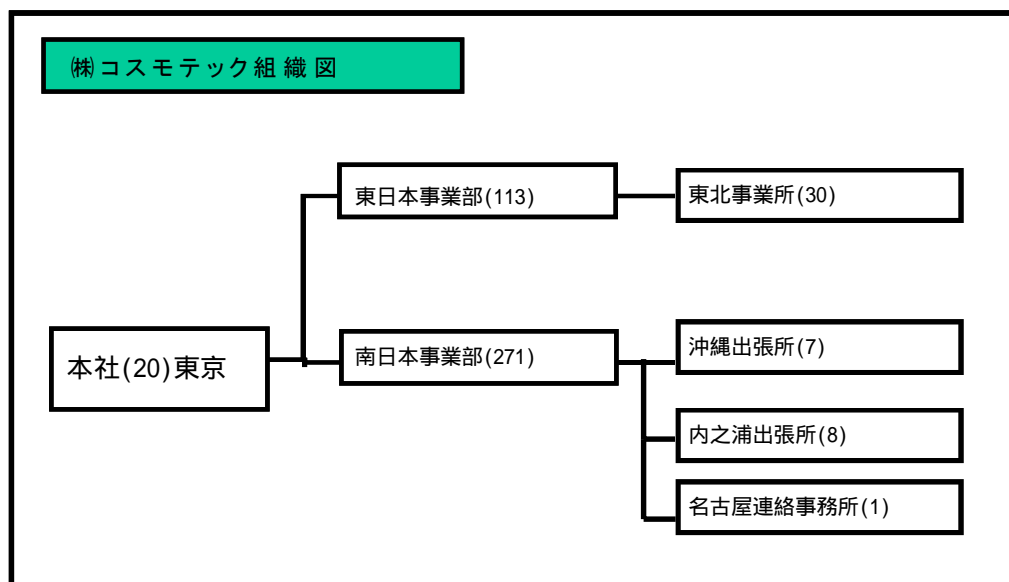 ㈱コスモテック組織図
東日本事業部(113)
東北事業所(30)
本社(20)東京
南日本事業部(271)
沖縄出張所(7)
内之浦出張所(8)
名古屋連絡事務所(1)